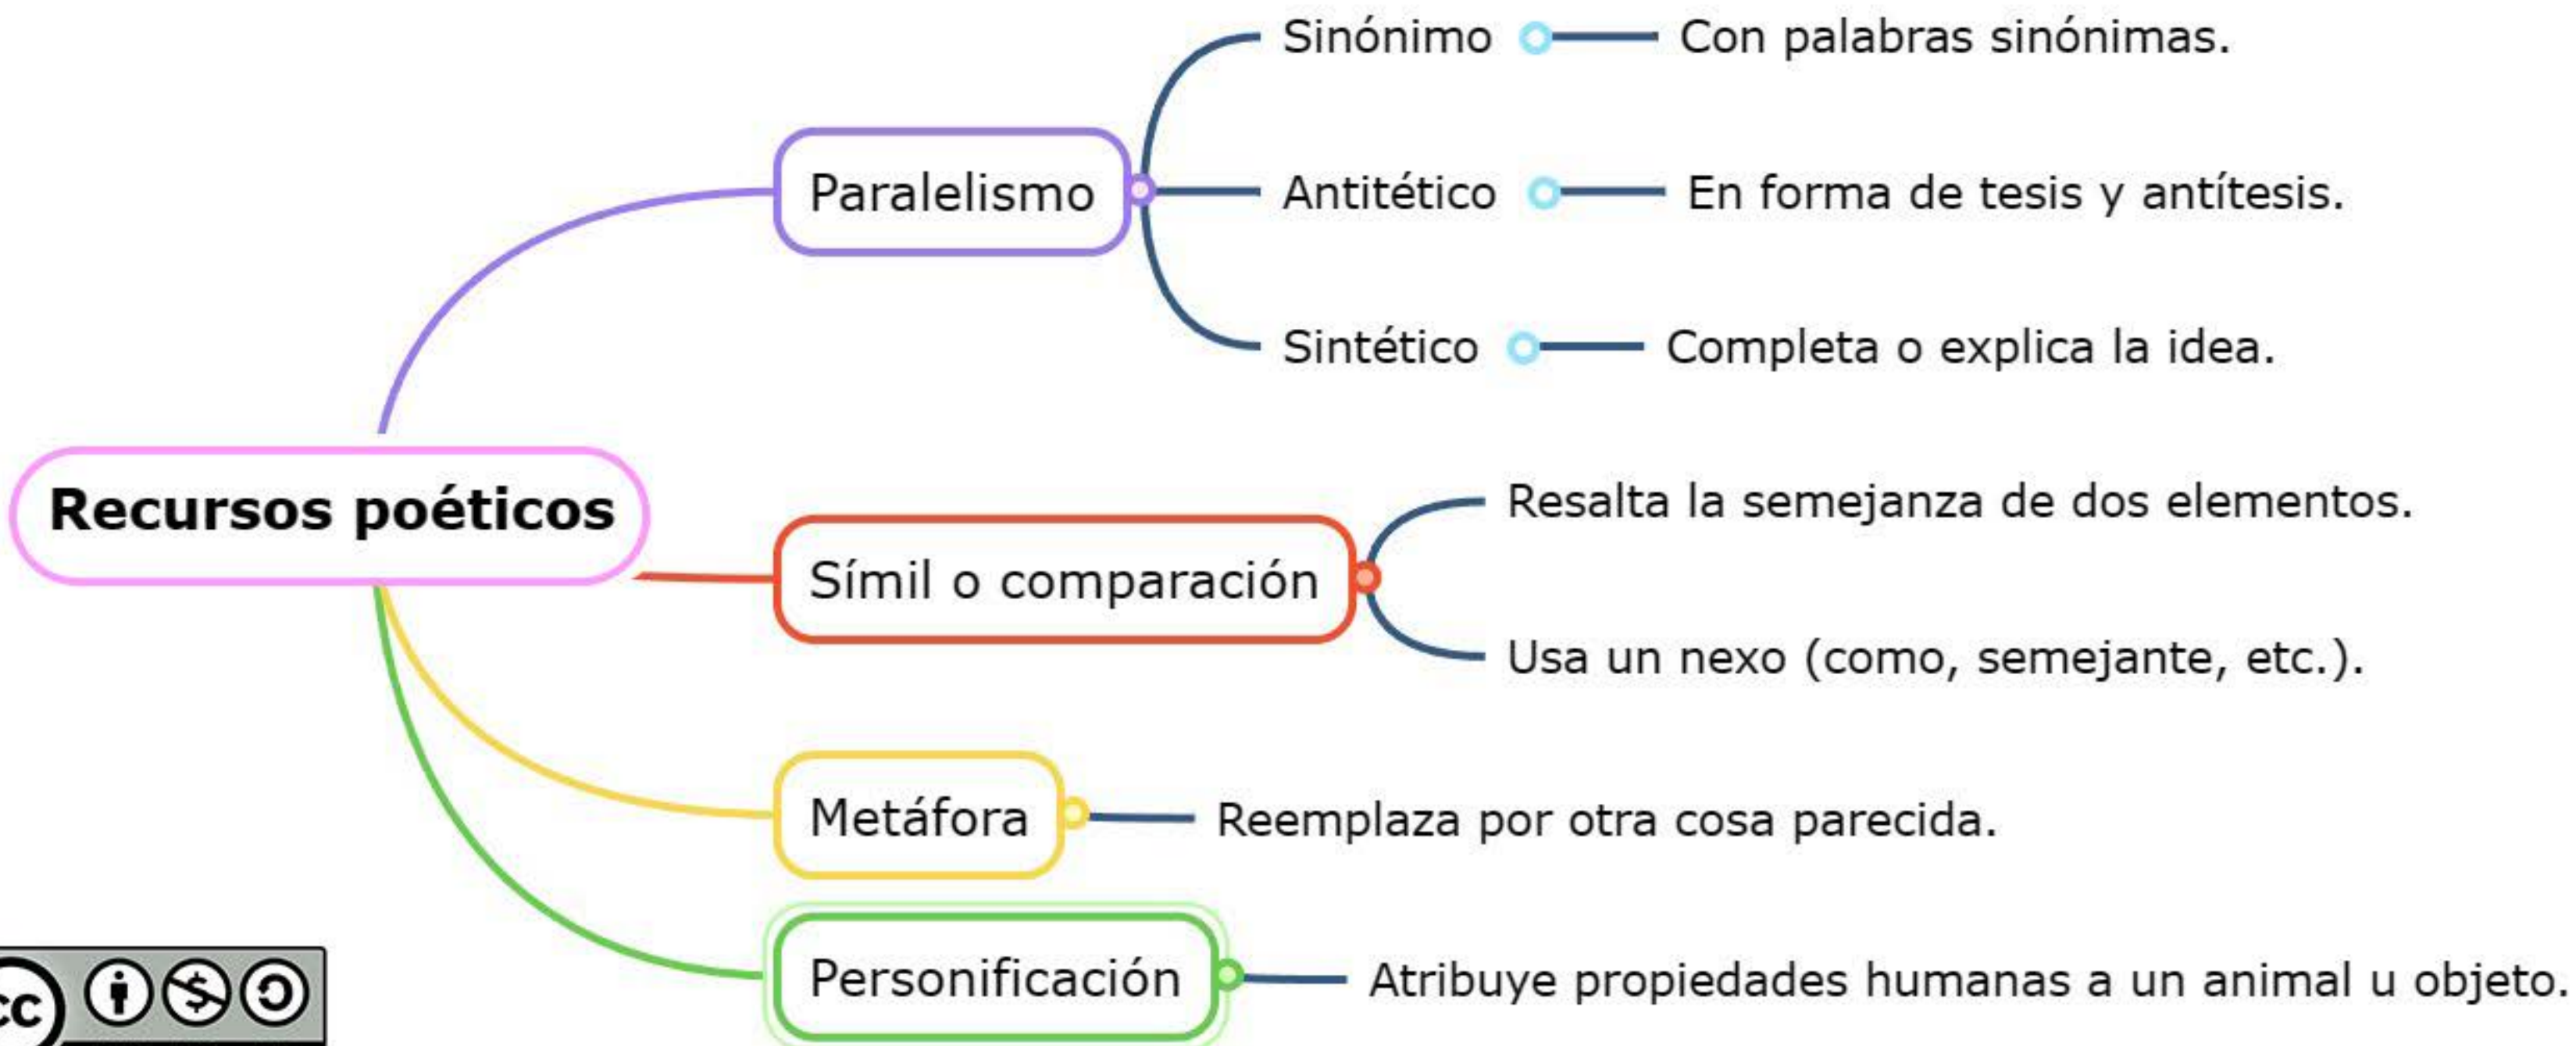 Sinónimo
Con palabras sinónimas.
Paralelismo
Antitético
En forma de tesis y antítesis.
Sintético
Completa o explica la idea.
Recursos poéticos
Símil o comparación
Resalta la semejanza de dos elementos.
Usa un nexo (como, semejante, etc.).
Metáfora
Reemplaza por otra cosa parecida.
Personificación
Atribuye propiedades humanas a un animal u objeto.
cc